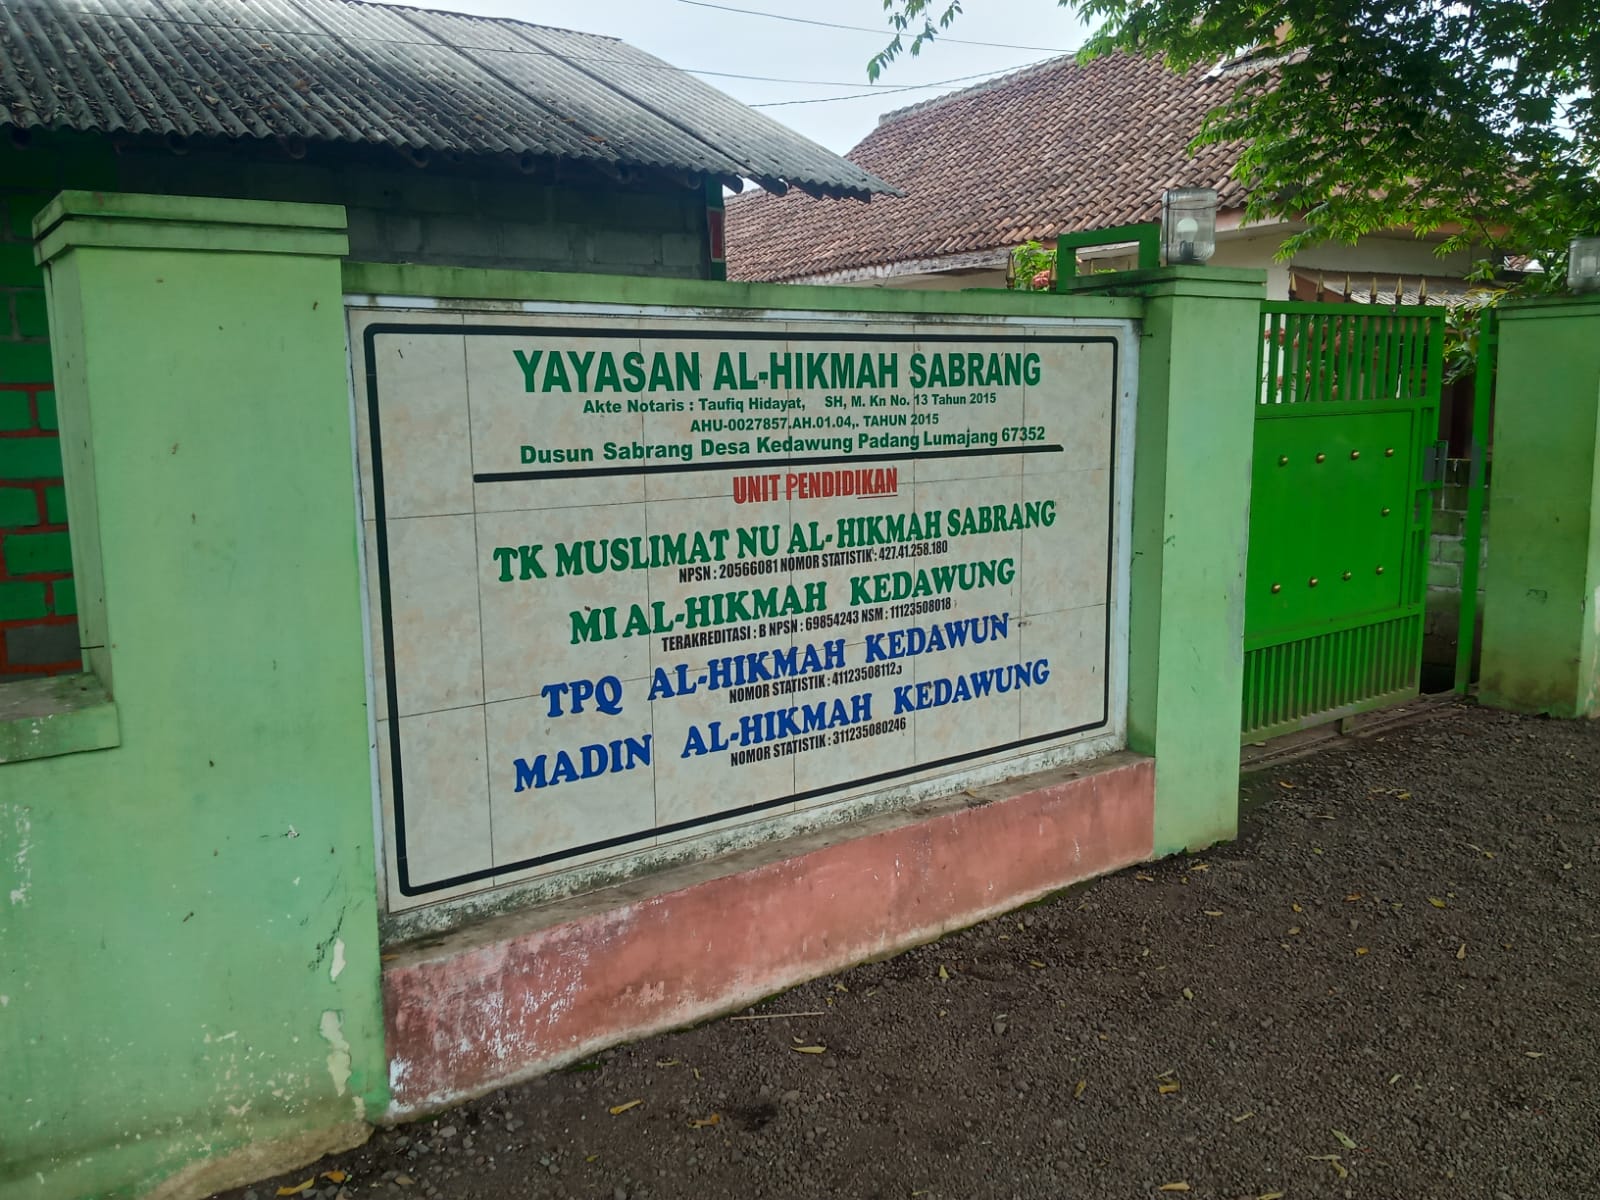 YAYASAN AL-HIKMAH SABRANG
Akte Notaris : Taufiq Hidayat, SH, M. Kn No. 13 Tahun 2015
AHU-0027857.AH.01.04,. TAHUN 2015
Dusun Sabrang Desa Kedawung Padang Lumajang 67352
UNIT PENDIDIKAN
TK MUSLIMAT NU AL-HIKMAH SABRANG
NPSN : 20566081 NOMOR STATISTIK : 427.41.258.180
MI AL-HIKMAH KEDAWUNG
TERAKREDITASI : B NPSN : 69854243 NSM : 11123508018
TPQ AL-HIKMAH KEDAWUN
NOMOR STATISTIK :
MADIN AL-HIKMAH KEDAWUNG
NOMOR STATISTIK : 311235080246